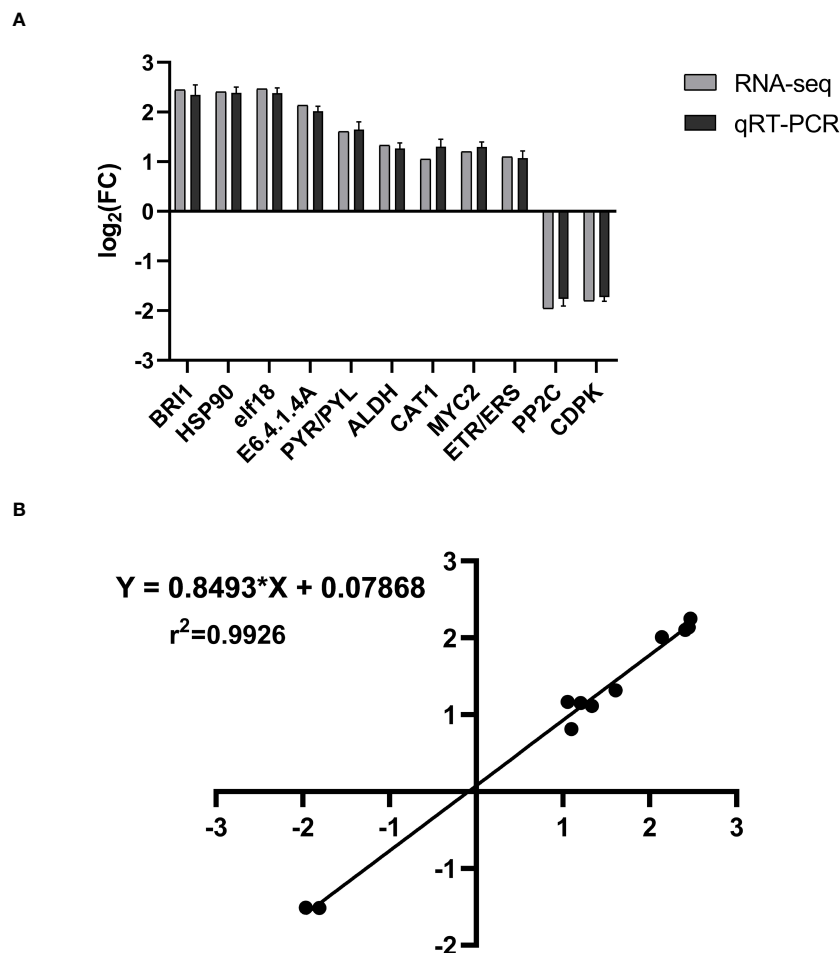 A
RNA-seq
qRT-PCR
log2(FC)
3
2
1
0
-1
-2
-3
BRI1
HSP90
elf18
E6.4.1.4A
PYR/PYL
ALDH
CAT1
MYC2
ETR/ERS
PP2C
CDPK
B
Y = 0.8493*X + 0.07868
r²=0.9926
3
2
1
-3 -2 -1 1 2 3
-1
-2